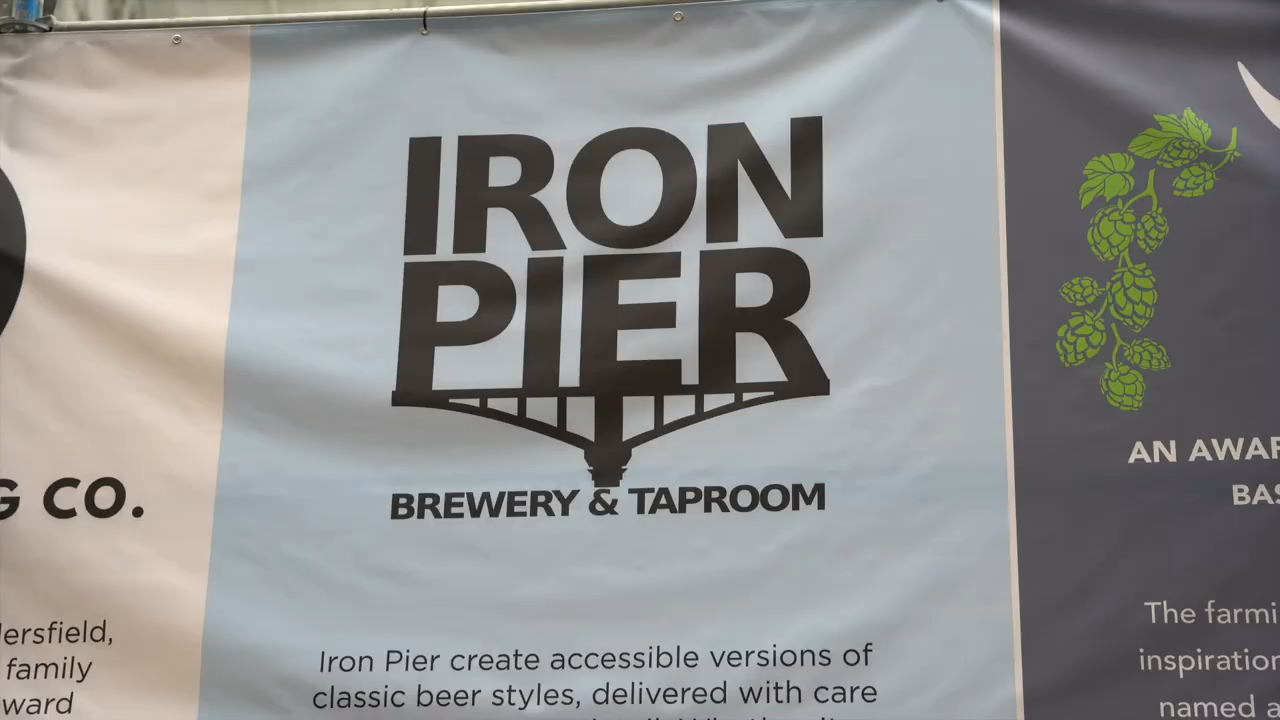 G CO.
ersfield,
family
ward
IRON
PIER
BREWERY & TAPROOM
Iron Pier create accessible versions of
classic beer styles, delivered with care
AN AWAR
BAS
The farmi
inspiration
named a